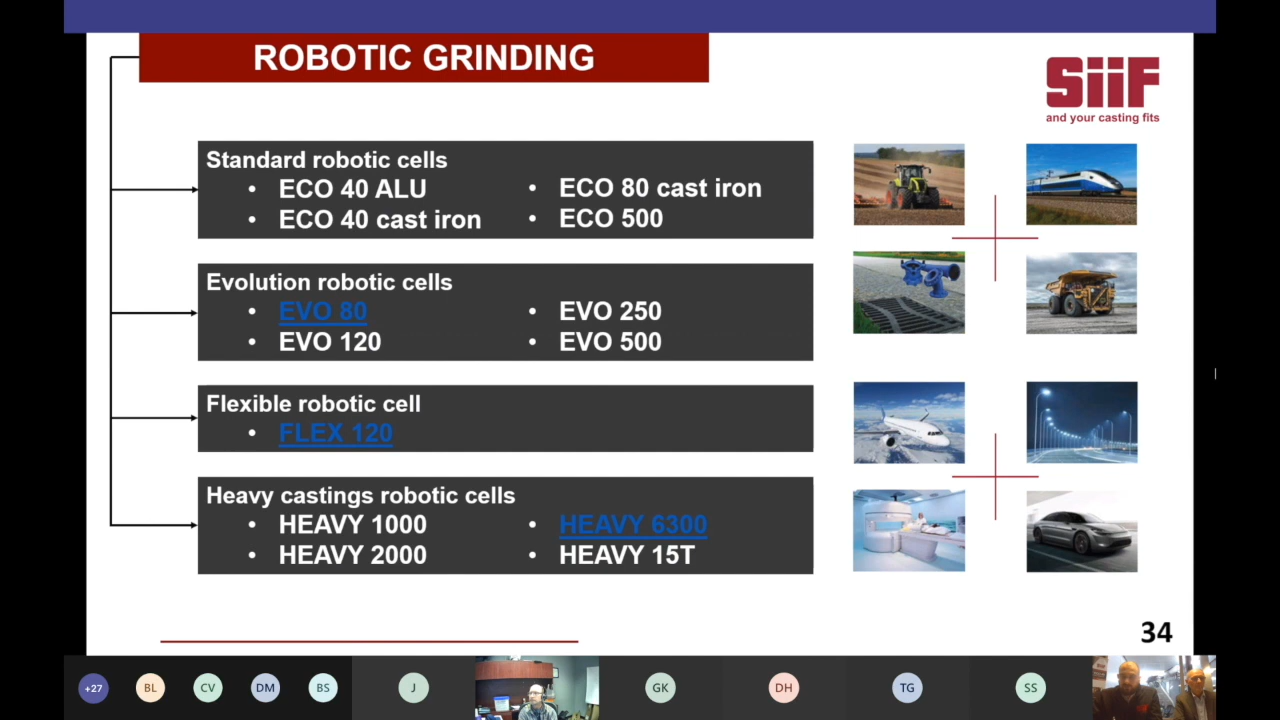 ROBOTIC GRINDING
SiiF
and your casting fits
Standard robotic cells
• ECO 40 ALU
• ECO 40 cast iron
• ECO 80 cast iron
• ECO 500
Evolution robotic cells
• EVO 80
• EVO 120
• EVO 250
• EVO 500
Flexible robotic cell
• FLEX 120
Heavy castings robotic cells
• HEAVY 1000
• HEAVY 2000
• HEAVY 6300
• HEAVY 15T
34
+27
BL
CV
DM
BS
J
GK
DH
TG
SS